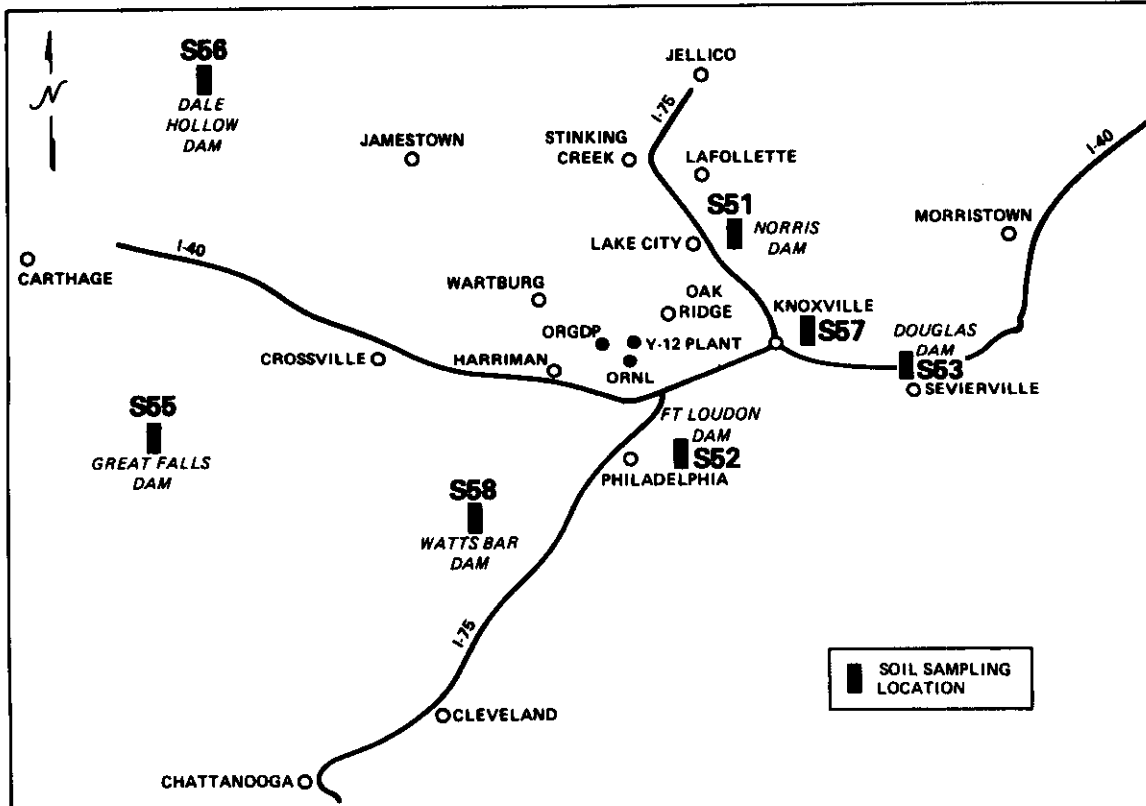 N
S56
DALE
HOLLOW
DAM
JELLICO
I-75
JAMESTOWN
STINKING
CREEK
LAFOLLETTE
I-40
S51
NORRIS
DAM
MORRISTOWN
LAKE CITY
I-40
CARTHAGE
WARTBURG
OAK
RIDGE
KNOXVILLE
S57
ORGDP
Y-12 PLANT
DOUGLAS
DAM
S53
SEVIERVILLE
CROSSVILLE
HARRIMAN
ORNL
S55
GREAT FALLS
DAM
FT LOUDON
DAM
S52
PHILADELPHIA
S58
WATTS BAR
DAM
I-75
SOIL SAMPLING
LOCATION
CLEVELAND
CHATTANOOGA